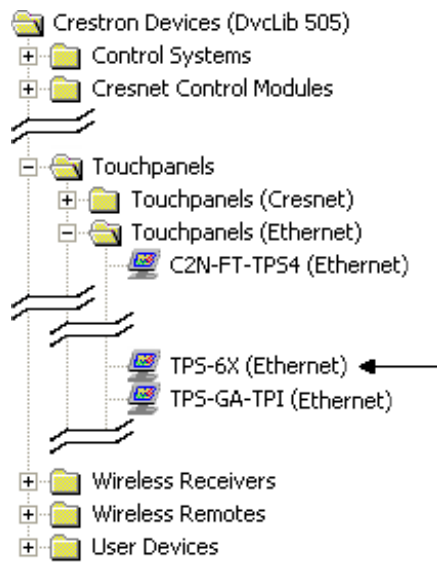 Crestron Devices (DvcLib 505)
Control Systems
Cresnet Control Modules
Touchpanels
Touchpanels (Cresnet)
Touchpanels (Ethernet)
C2N-FT-TPS4 (Ethernet)
TPS-6X (Ethernet)
TPS-GA-TPI (Ethernet)
Wireless Receivers
Wireless Remotes
User Devices